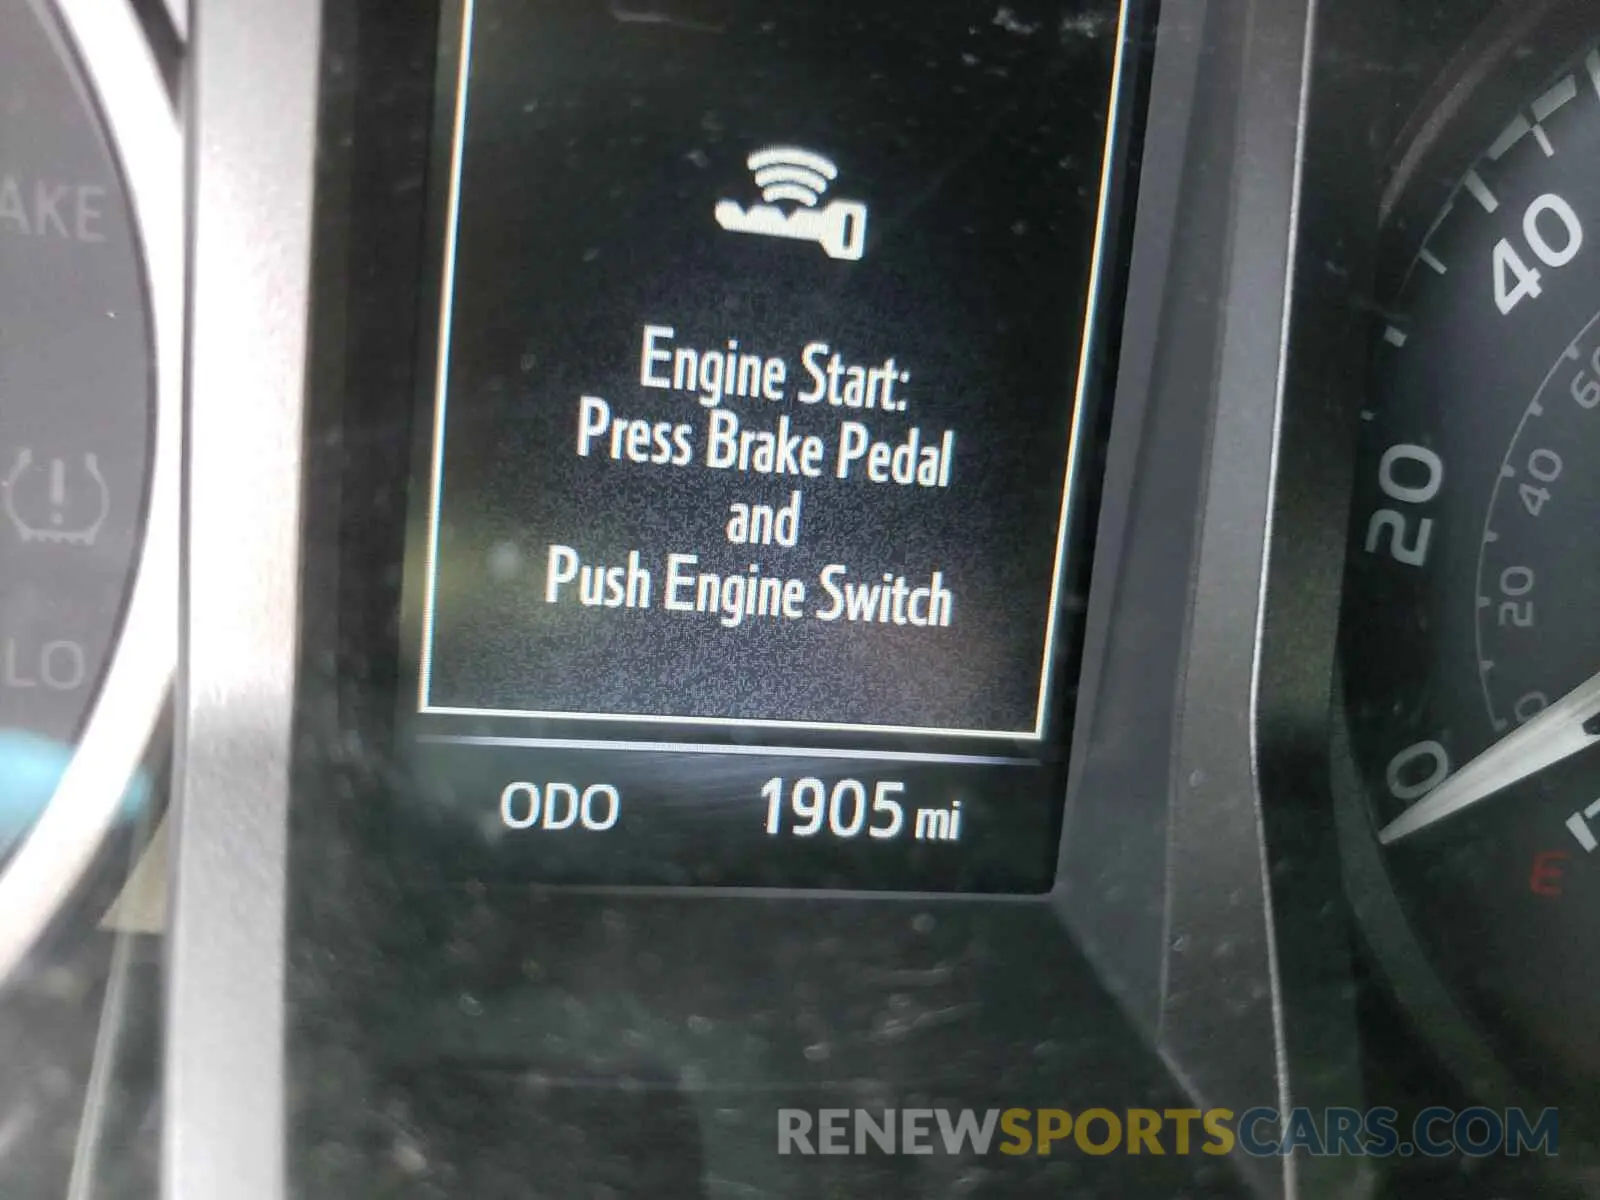 AKE
Engine Start:
Press Brake Pedal
and
Push Engine Switch
LO
ODO 1905 mi
40
20
0
60
40
20
0
E
RENEWSPORTSCARS.COM